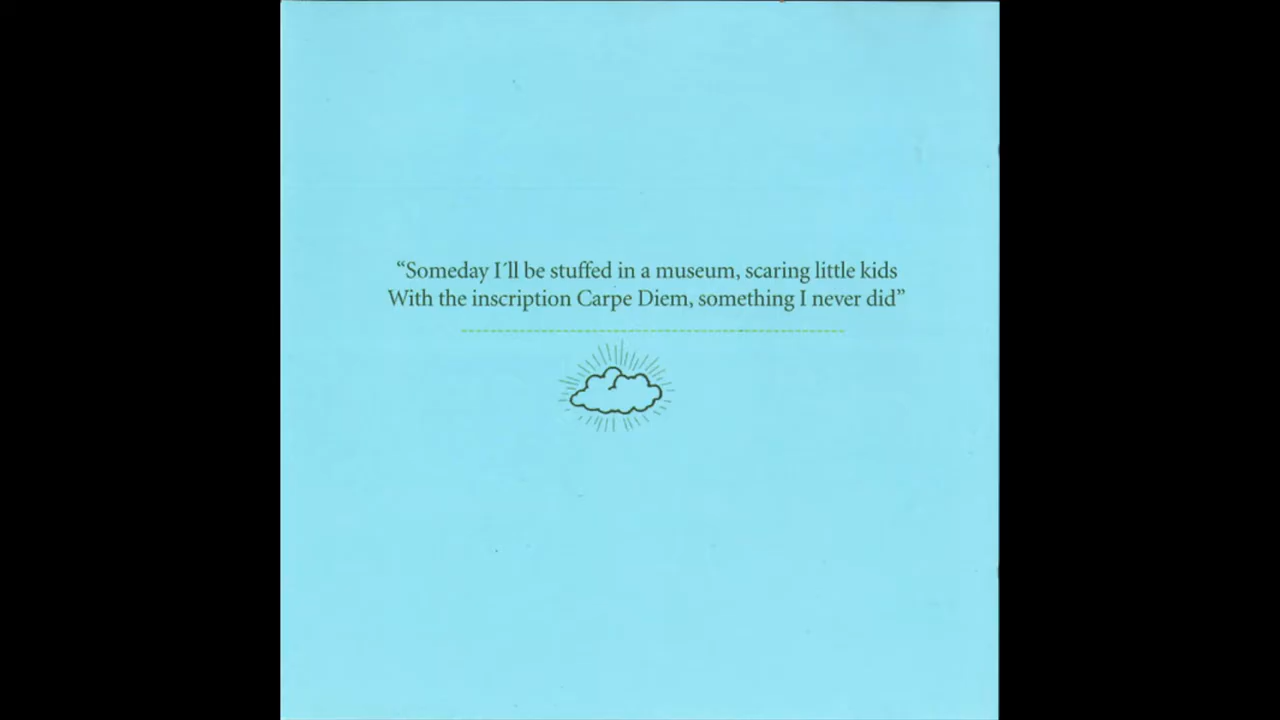 “Someday I´ll be stuffed in a museum, scaring little kids
With the inscription Carpe Diem, something I never did”